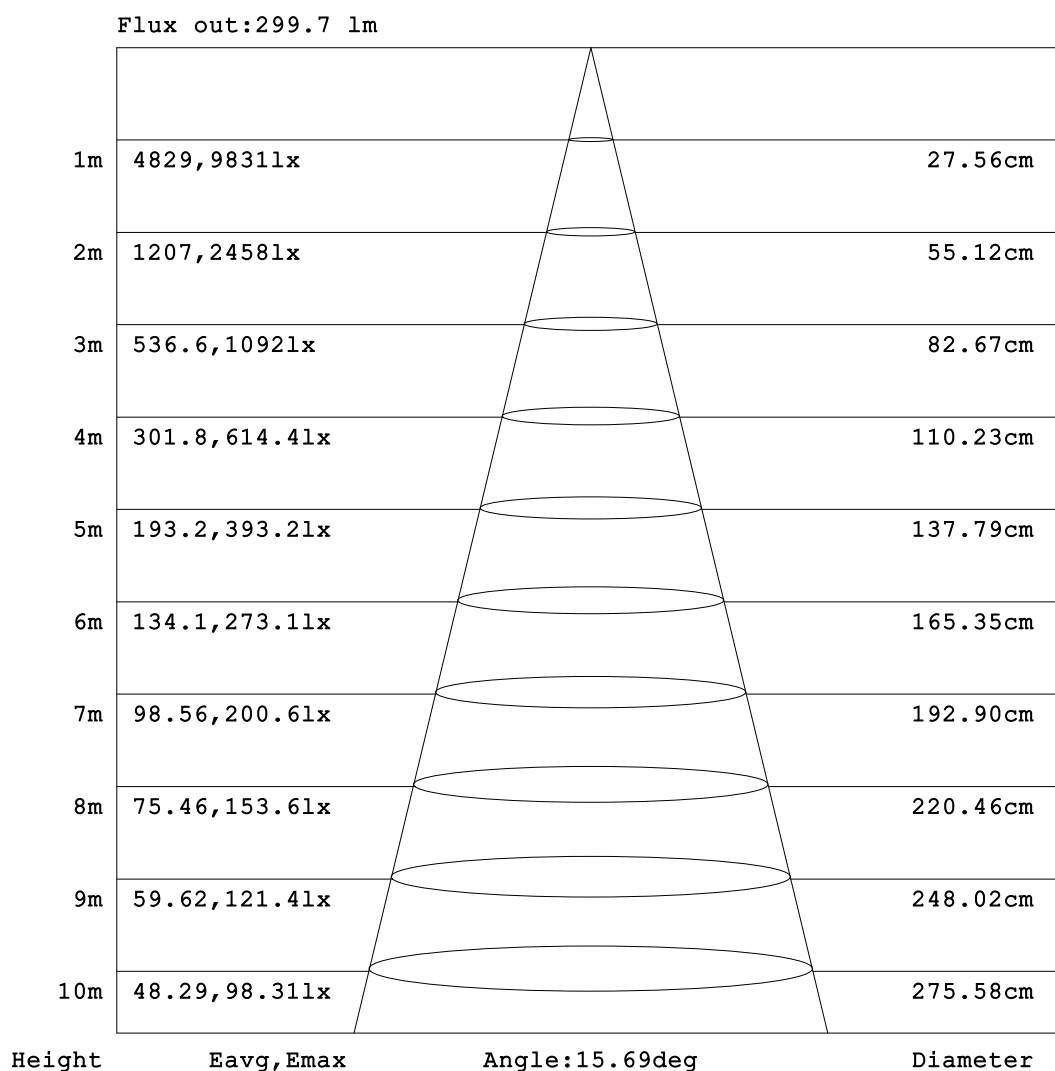 Flux out:299.7 lm
1m 4829,9831lx 27.56cm
2m 1207,2458lx 55.12cm
3m 536.6,1092lx 82.67cm
4m 301.8,614.4lx 110.23cm
5m 193.2,393.2lx 137.79cm
6m 134.1,273.1lx 165.35cm
7m 98.56,200.6lx 192.90cm
8m 75.46,153.6lx 220.46cm
9m 59.62,121.4lx 248.02cm
10m 48.29,98.31lx 275.58cm
Height Eavg,Emax Angle:15.69deg Diameter